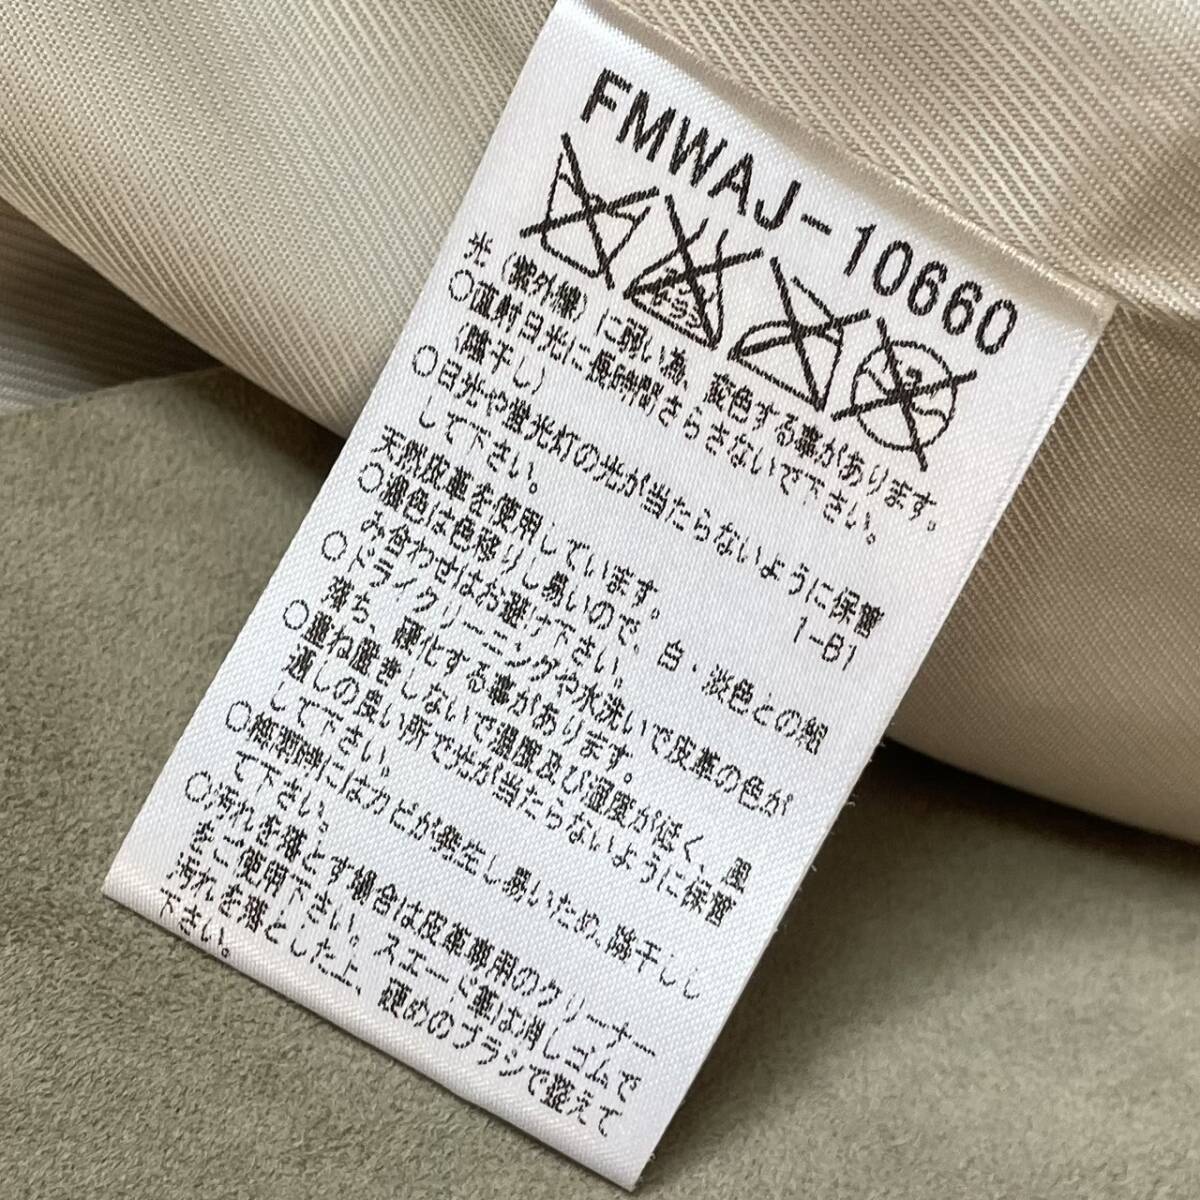 FMWAJ-10660
エンソ
サラシ
光(紫外線)に弱い為、変色する事があります。
○直射日光に長時間さらさないで下さい。
(陰干し)
○日光や蛍光灯の光が当たらないように保管
して下さい。
1-B1
天然皮革を使用しています。
○濃色は色移りし易いので、白・淡色との組
み合わせはお避け下さい。
○ドライクリーニングや水洗いで皮革の色が
落ち、硬化する事があります。
○重ね置きしないで温度及び湿度が低く、風
通しの良い所で光が当たらないように保管
して下さい。
○梅雨時にはカビが発生し易いため、陰干しし
て下さい。
○汚れを落とす場合は皮革専用のクリーナー
をご使用下さい。スエード革は消しゴムで
汚れを落とした上、硬めのブラシで整えて
下さい。